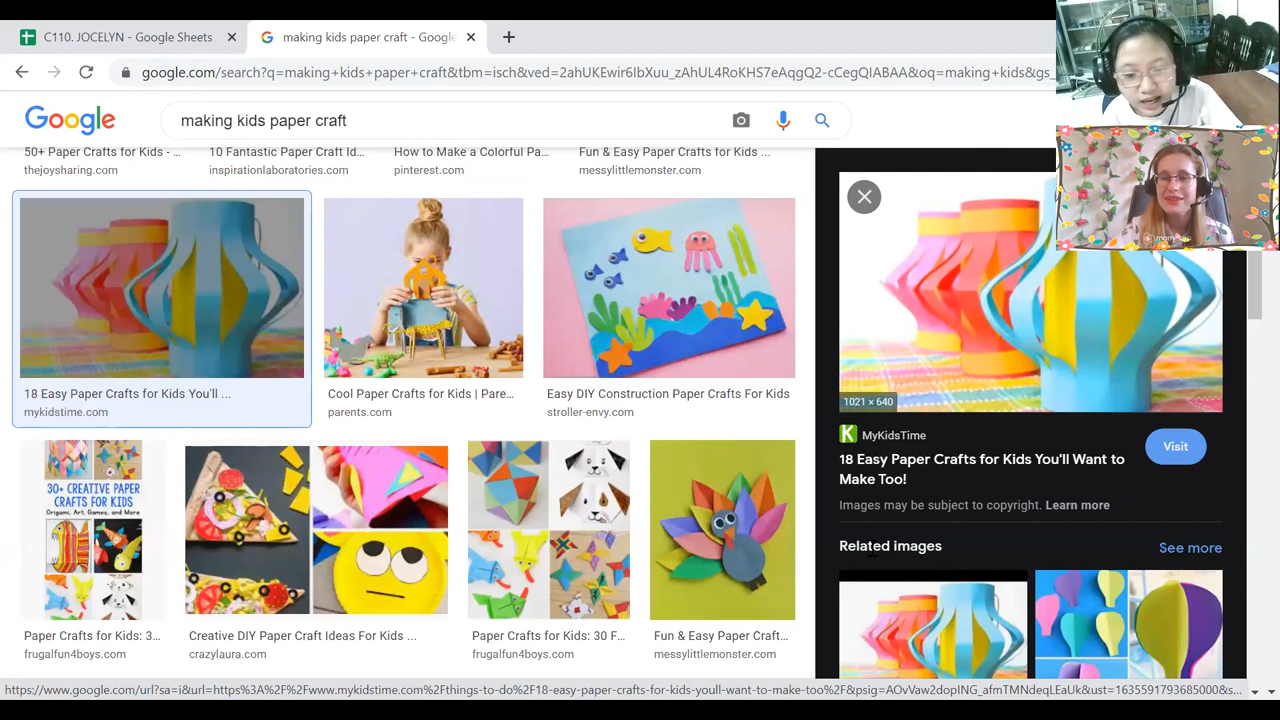 C110. JOCELYN - Google Sheets
making kids paper craft - Google
google.com/search?q=making+kids+paper+craft&tbm=isch&ved=2ahUKEwir6IbXuu_zAhUL4RoKHS7eAqgQ2-cCegQIABAA&oq=making+kids&gs_
Google
making kids paper craft
50+ Paper Crafts for Kids - ...
thejoysharing.com
10 Fantastic Paper Craft Id...
inspirationlaboratories.com
How to Make a Colorful Pa...
pinterest.com
Fun & Easy Paper Crafts for Kids ...
messylittlemonster.com
18 Easy Paper Crafts for Kids You'll ...
mykidstime.com
Cool Paper Crafts for Kids | Pare...
parents.com
Easy DIY Construction Paper Crafts For Kids
stroller-envy.com
30+ CREATIVE PAPER
CRAFTS FOR KIDS
Origami, Art, Games, and More
Paper Crafts for Kids: 3...
frugalfun4boys.com
Creative DIY Paper Craft Ideas For Kids ...
crazylaura.com
Paper Crafts for Kids: 30 F...
frugalfun4boys.com
Fun & Easy Paper Craft...
messylittlemonster.com
1021 × 640
K
MyKidsTime
18 Easy Paper Crafts for Kids You'll Want to
Make Too!
Visit
Images may be subject to copyright. Learn more
Related images
See more
https://www.google.com/url?sa=i&url=https%3A%2F%2Fwww.mykidstime.com%2Fthings-to-do%2F18-easy-paper-crafts-for-kids-youll-want-to-make-too%2F&psig=AOvVaw2dopING_afmTMNdeqLEaUk&ust=1635591793685000&s...